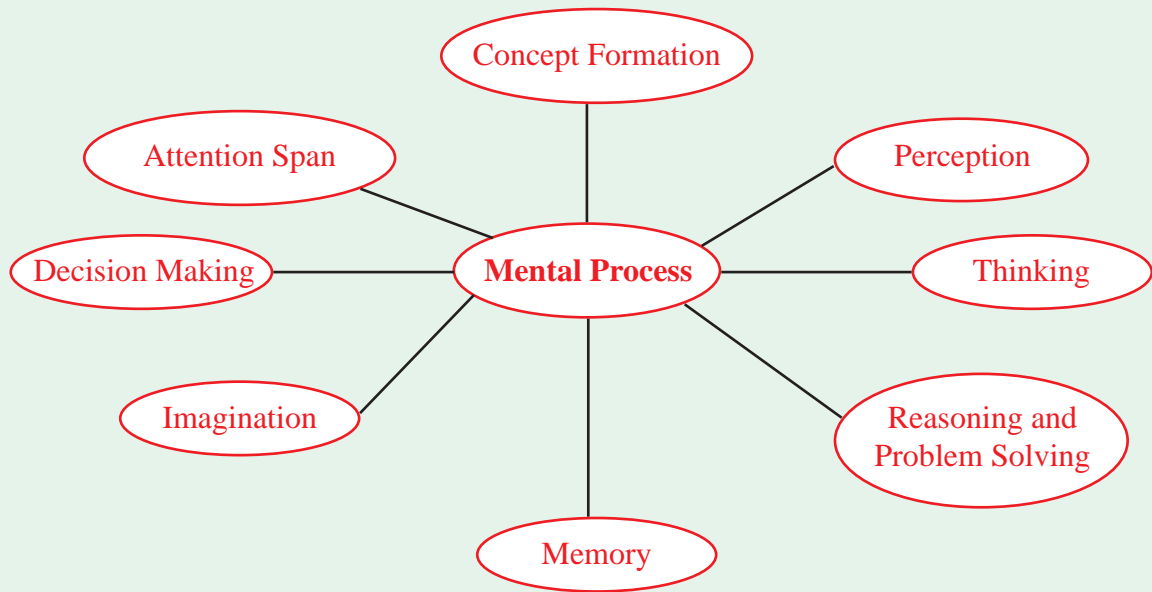 Concept Formation
Attention Span
Perception
Mental Process
Decision Making
Thinking
Imagination
Reasoning and
Problem Solving
Memory